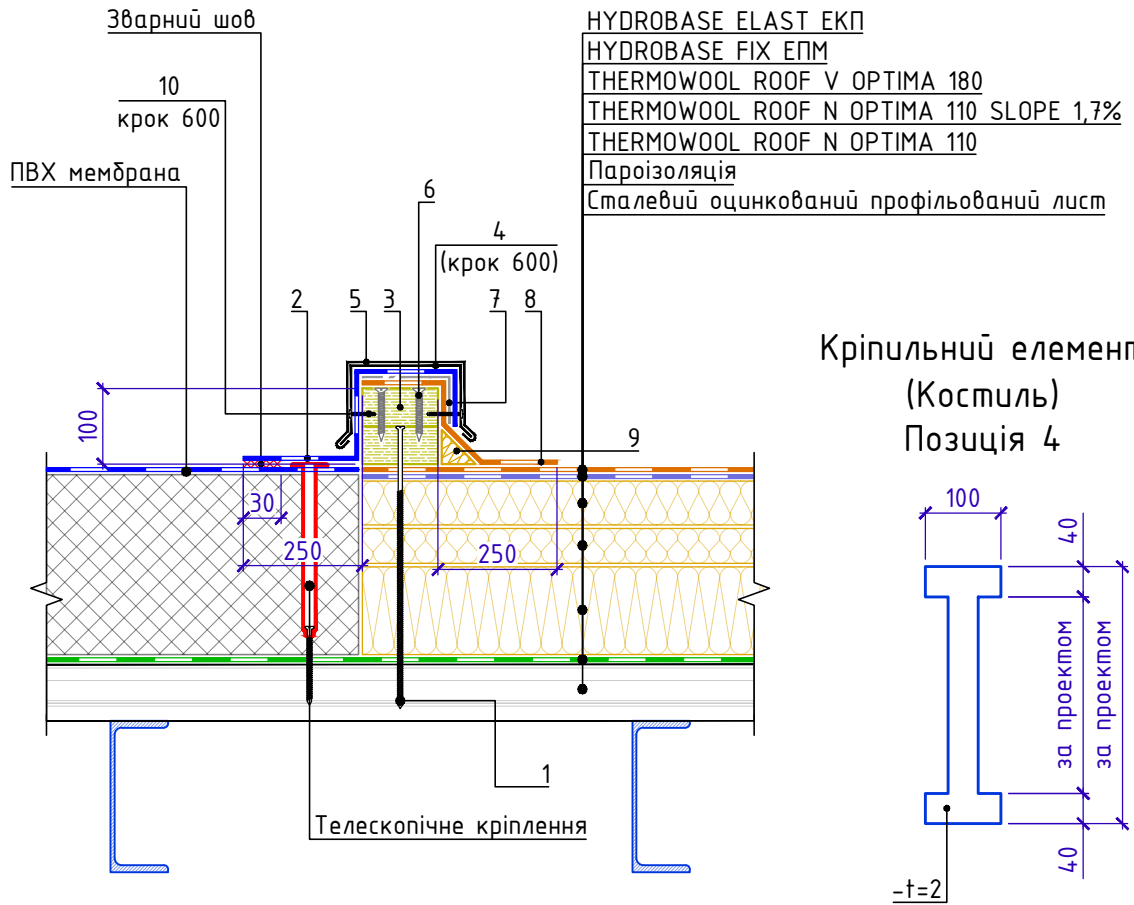 Зварний шов
HYDROBASE ELAST ЕКП
HYDROBASE FIX ЕПМ
THERMOWOOL ROOF V OPTIMA 180
THERMOWOOL ROOF N OPTIMA 110 SLOPE 1,7%
THERMOWOOL ROOF N OPTIMA 110
Пароізоляція
Сталевий оцинкований профільований лист
10
крок 600
ПВХ мембрана
6
4
(крок 600)
2
5
3
7
8
9
100
30
250
250
1
Телескопічне кріплення
Кріпильний елемент
(Костиль)
Позиція 4
100
40
за проектом
за проектом
40
-t=2